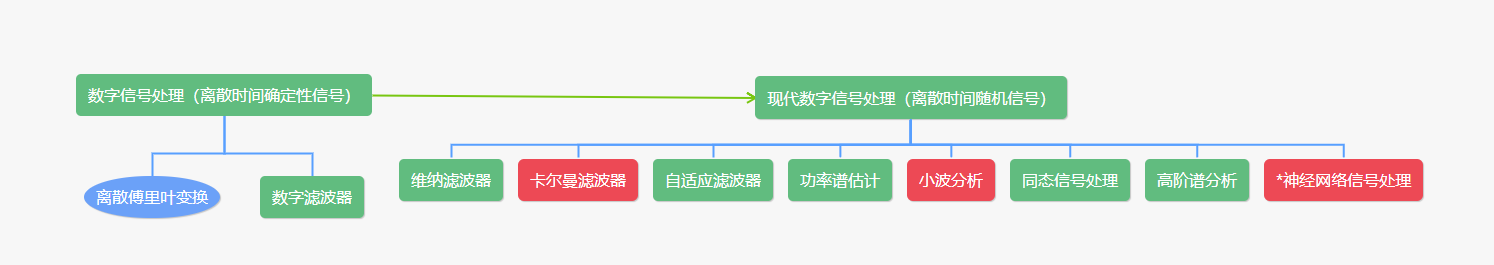 数字信号处理（离散时间确定性信号）
现代数字信号处理（离散时间随机信号）
离散傅里叶变换
数字滤波器
维纳滤波器
卡尔曼滤波器
自适应滤波器
功率谱估计
小波分析
同态信号处理
高阶谱分析
*神经网络信号处理